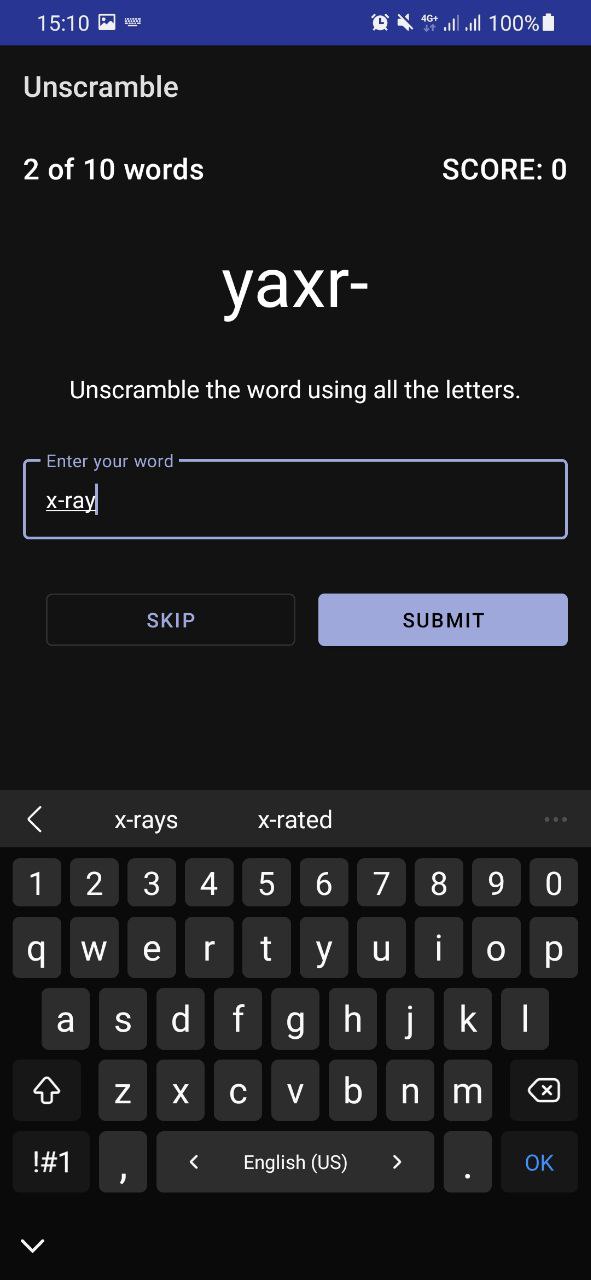 15:10 4G+ 100%
Unscramble
2 of 10 words SCORE: 0
yaxr-
Unscramble the word using all the letters.
Enter your word
x-ray
SKIP SUBMIT
x-rays x-rated
1 2 3 4 5 6 7 8 9 0
q w e r t y u i o p
a s d f g h j k l
z x c v b n m
!#1 , English (US) . OK